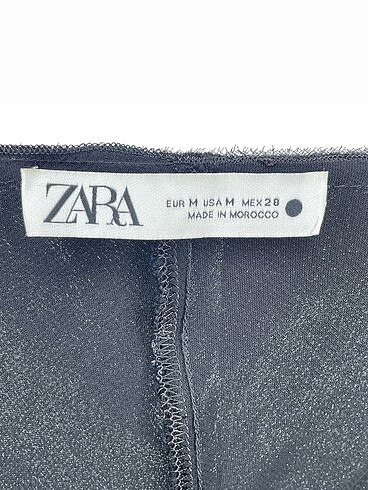 ZARA
EUR M USA M MEX 28
MADE IN MOROCCO